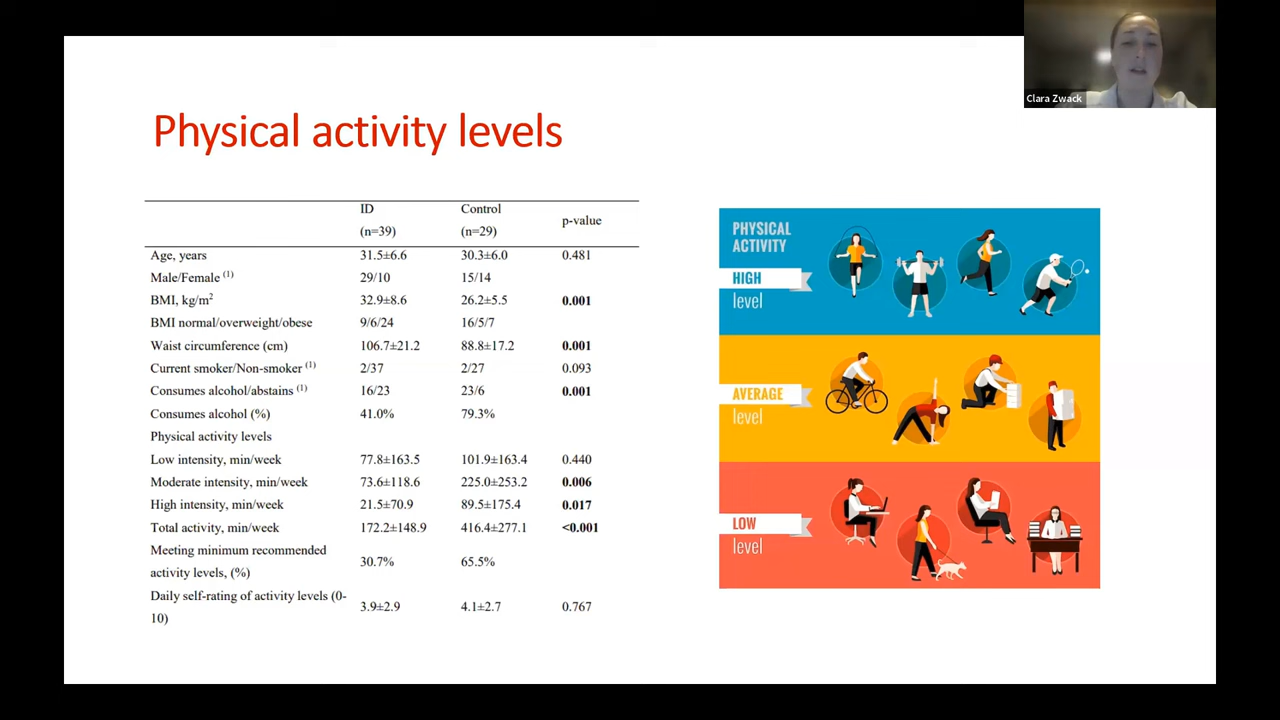 Clara Zwack
Physical activity levels
ID Control p-value
(n=39) (n=29)
Age, years 31.5±6.6 30.3±6.0 0.481
Male/Female (1) 29/10 15/14
BMI, kg/m2 32.9±8.6 26.2±5.5 0.001
BMI normal/overweight/obese 9/6/24 16/5/7
Waist circumference (cm) 106.7±21.2 88.8±17.2 0.001
Current smoker/Non-smoker (1) 2/37 2/27 0.093
Consumes alcohol/abstains (1) 16/23 23/6 0.001
Consumes alcohol (%) 41.0% 79.3%
Physical activity levels
Low intensity, min/week 77.8±163.5 101.9±163.4 0.440
Moderate intensity, min/week 73.6±118.6 225.0±253.2 0.006
High intensity, min/week 21.5±70.9 89.5±175.4 0.017
Total activity, min/week 172.2±148.9 416.4±277.1 <0.001
Meeting minimum recommended
activity levels, (%) 30.7% 65.5%
Daily self-rating of activity levels (0-
10) 3.9±2.9 4.1±2.7 0.767
PHYSICAL
ACTIVITY
HIGH
level
AVERAGE
level
LOW
level